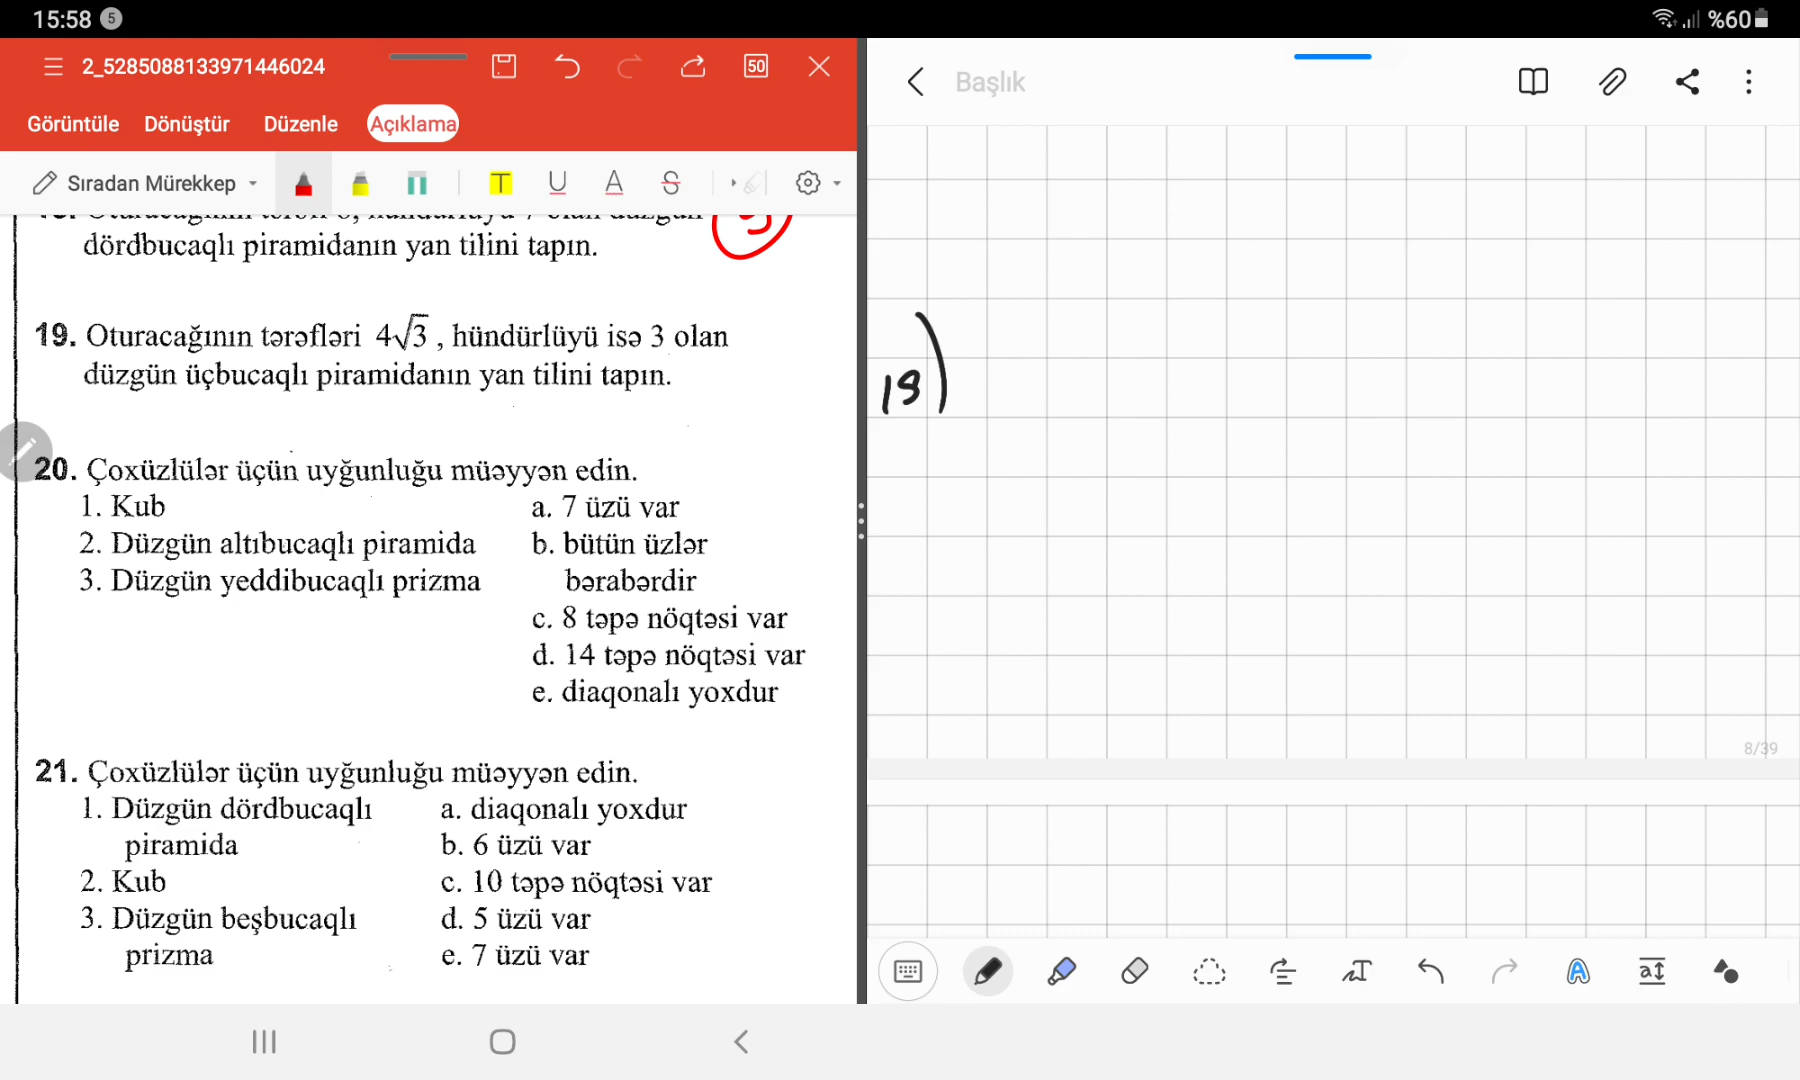 15:58 5
%60
2_5285088133971446024
50
Görüntüle Dönüştür Düzenle Açıklama
Sıradan Mürekkep
dördbucaqlı piramidanın yan tilini tapın.
19. Oturacağının tərəfləri 4√3, hündürlüyü isə 3 olan
düzgün üçbucaqlı piramidanın yan tilini tapın.
20. Çoxüzlülər üçün uyğunluğu müəyyən edin.
1. Kub
2. Düzgün altıbucaqlı piramida
3. Düzgün yeddibucaqlı prizma
a. 7 üzü var
b. bütün üzlər
bərabərdir
c. 8 təpə nöqtəsi var
d. 14 təpə nöqtəsi var
e. diaqonalı yoxdur
21. Çoxüzlülər üçün uyğunluğu müəyyən edin.
1. Düzgün dördbucaqlı
piramida
2. Kub
3. Düzgün beşbucaqlı
prizma
a. diaqonalı yoxdur
b. 6 üzü var
c. 10 təpə nöqtəsi var
d. 5 üzü var
e. 7 üzü var
Başlık
18)
8/39